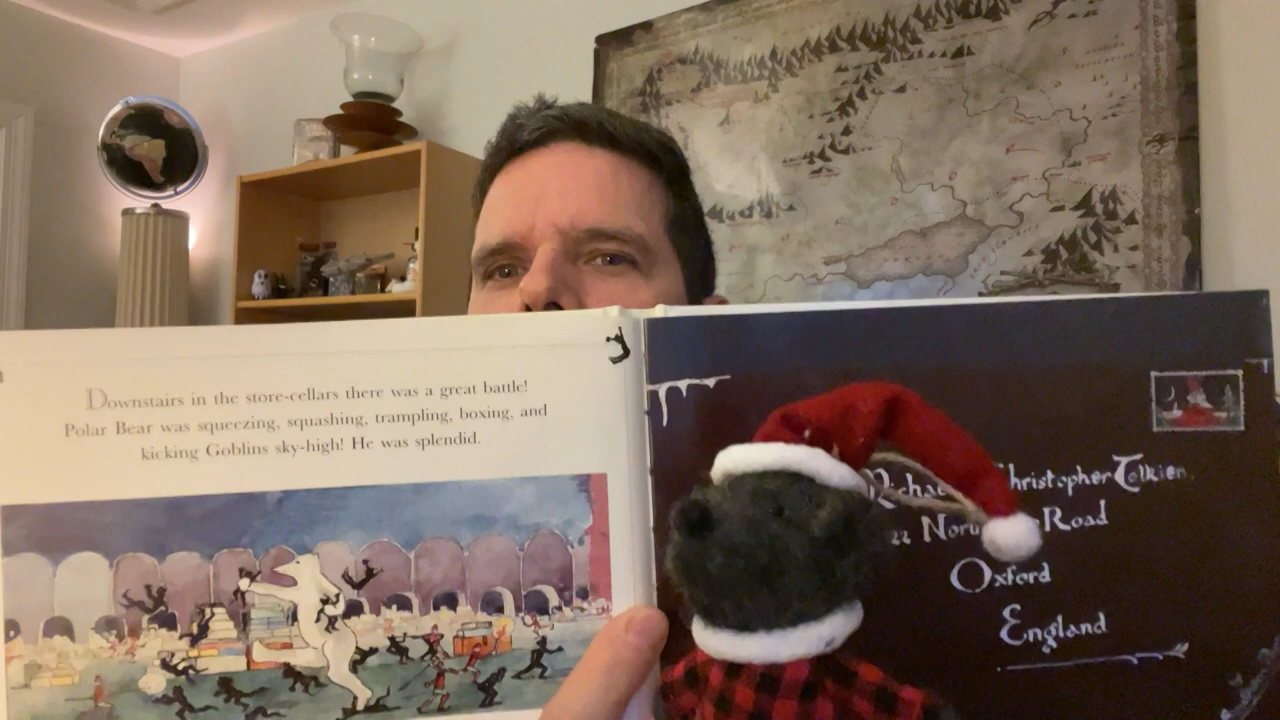 Downstairs in the store-cellars there was a great battle!
Polar Bear was squeezing, squashing, trampling, boxing, and
kicking Goblins sky-high! He was splendid.
Christopher Tolkien
22 Road
Oxford
England